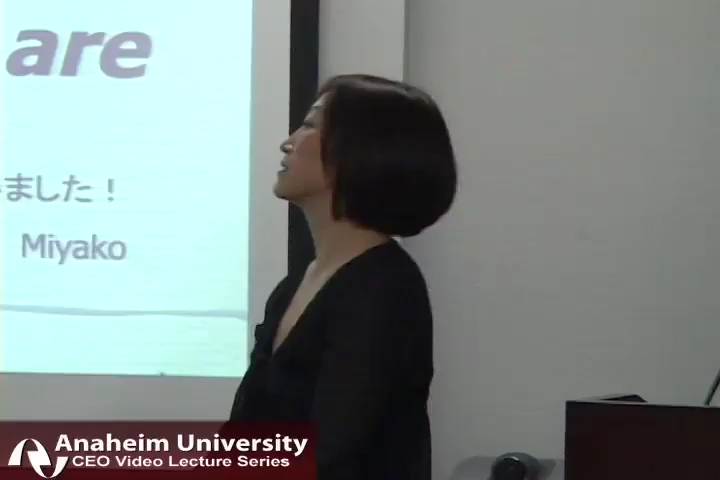 are
ました！
Miyako
Anaheim University
CEO Video Lecture Series